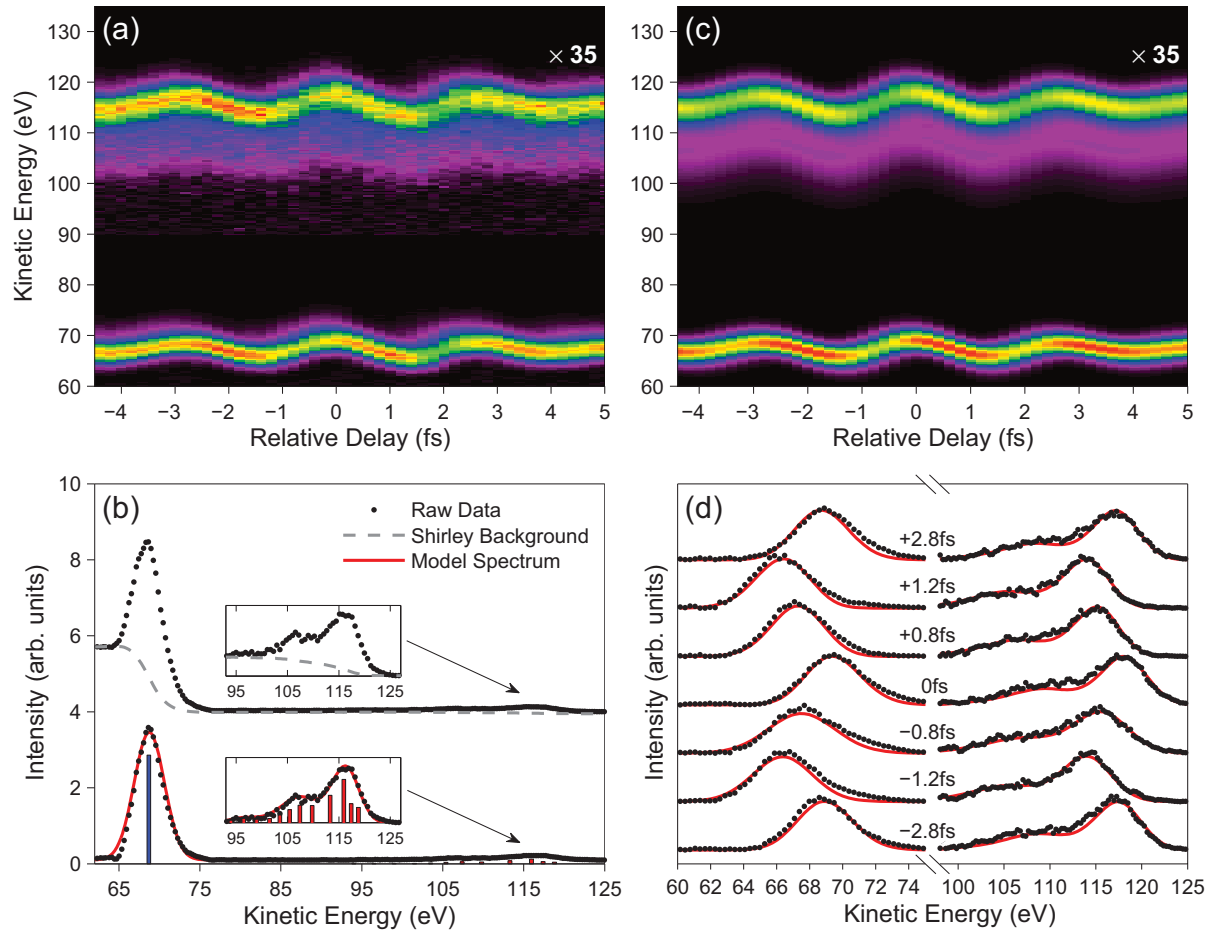 (a)
× 35
Kinetic Energy (eV)
130
120
110
100
90
80
70
60
−4 −3 −2 −1 0 1 2 3 4 5
Relative Delay (fs)
(c)
× 35
130
120
110
100
90
80
70
60
−4 −3 −2 −1 0 1 2 3 4 5
Relative Delay (fs)
(b)
Raw Data
Shirley Background
Model Spectrum
Intensity (arb. units)
10
8
6
4
2
0
95 105 115 125
95 105 115 125
65 75 85 95 105 115 125
Kinetic Energy (eV)
(d)
Intensity (arb. units)
+2.8fs
+1.2fs
+0.8fs
0fs
−0.8fs
−1.2fs
−2.8fs
60 62 64 66 68 70 72 74 100 105 110 115 120 125
Kinetic Energy (eV)